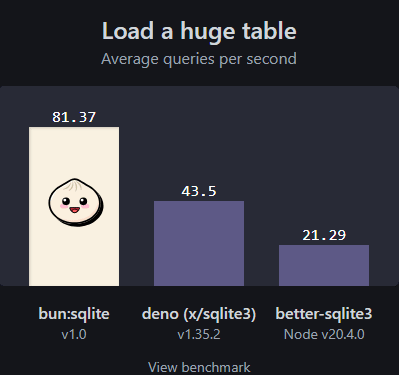 Load a huge table
Average queries per second
81.37
43.5
21.29
bun:sqlite
v1.0
deno (x/sqlite3)
v1.35.2
better-sqlite3
Node v20.4.0
View benchmark